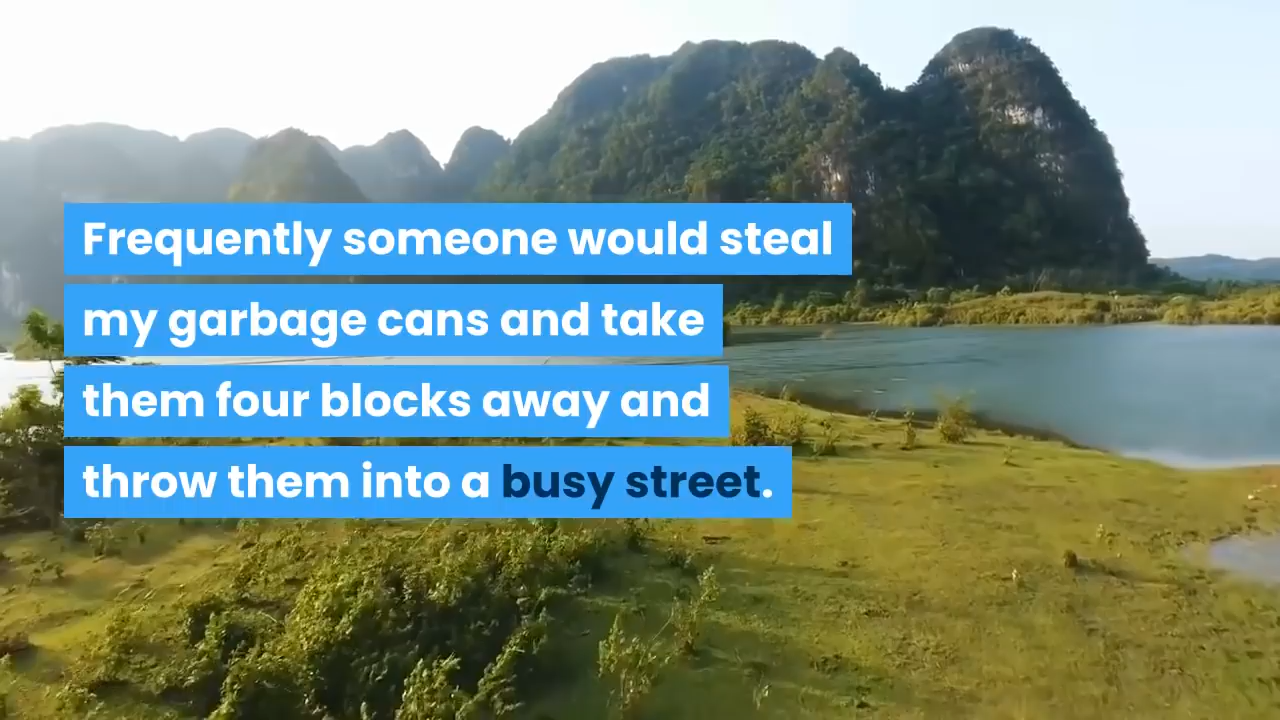 Frequently someone would steal
my garbage cans and take
them four blocks away and
throw them into a busy street.